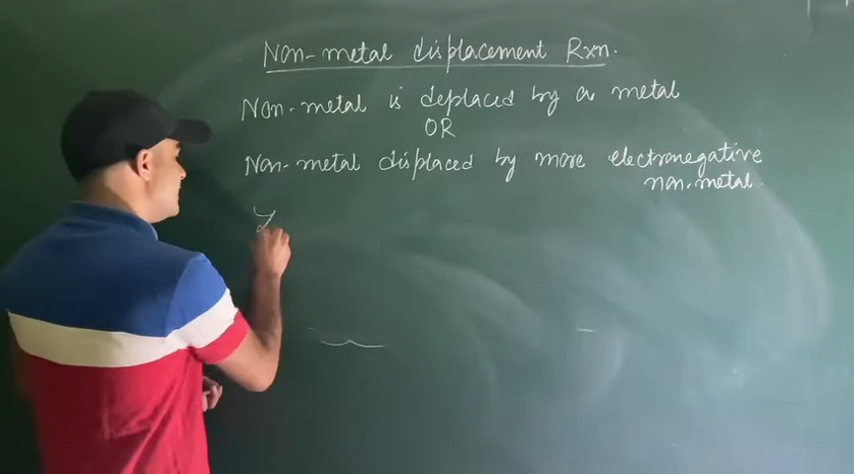 Non-metal displacement Rxn.
Non-metal is deplaced by a metal
OR
Non-metal displaced by more electronegative
non-metal.